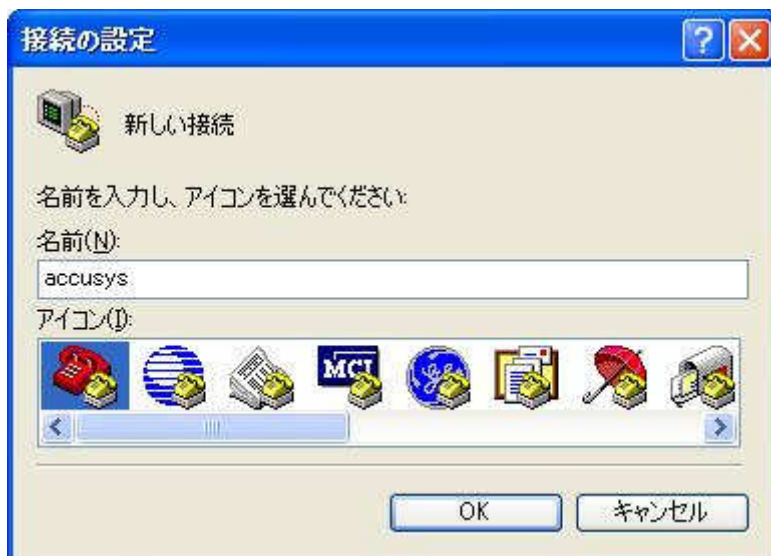 接続の設定
新しい接続
名前を入力し、アイコンを選んでください:
名前(N):
accusys
アイコン(I):
MCI
OK
キャンセル